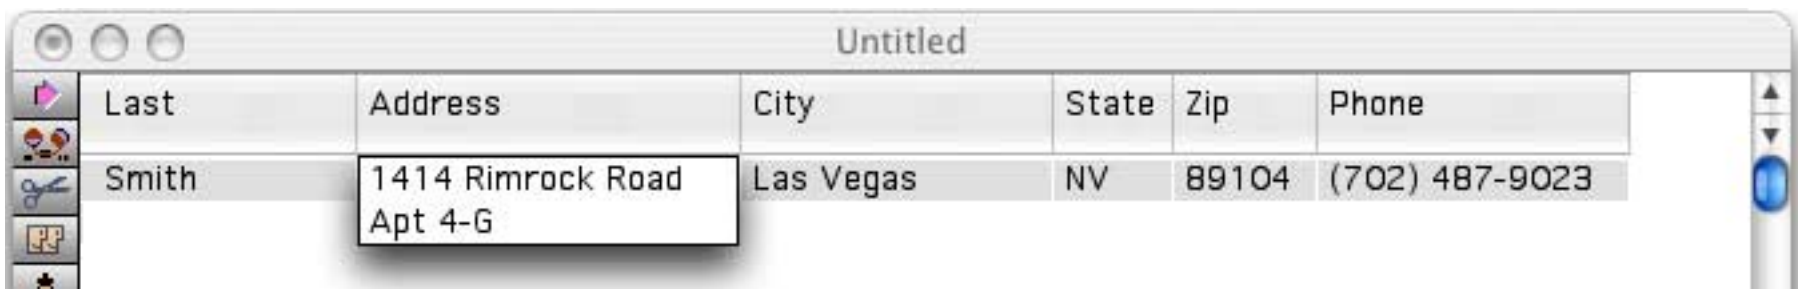 Untitled
Last Address City State Zip Phone
Smith 1414 Rimrock Road Las Vegas NV 89104 (702) 487-9023
Apt 4-G